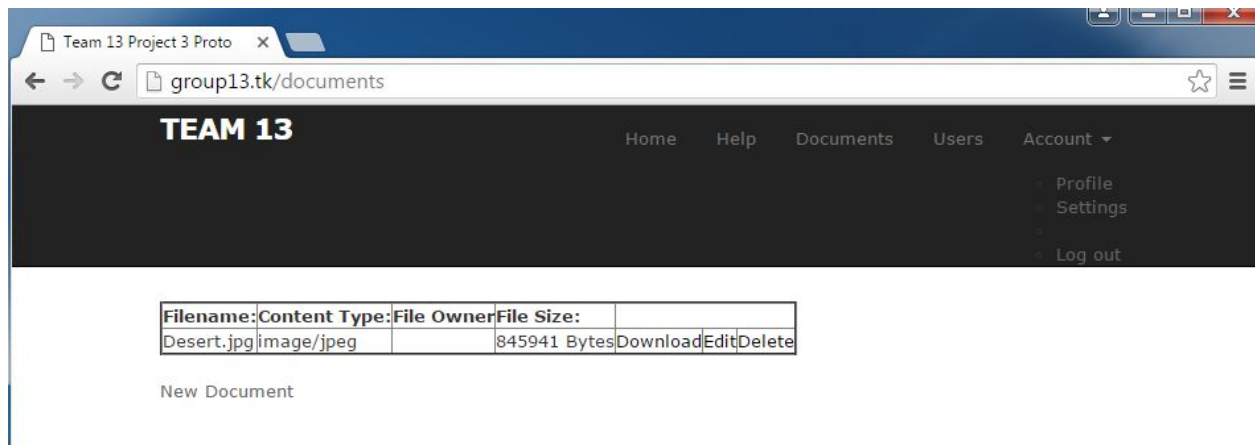 Team 13 Project 3 Proto
group13.tk/documents
TEAM 13 Home Help Documents Users Account
Profile
Settings
Log out
Filename: Content Type: File Owner File Size:
Desert.jpg image/jpeg 845941 Bytes Download Edit Delete
New Document